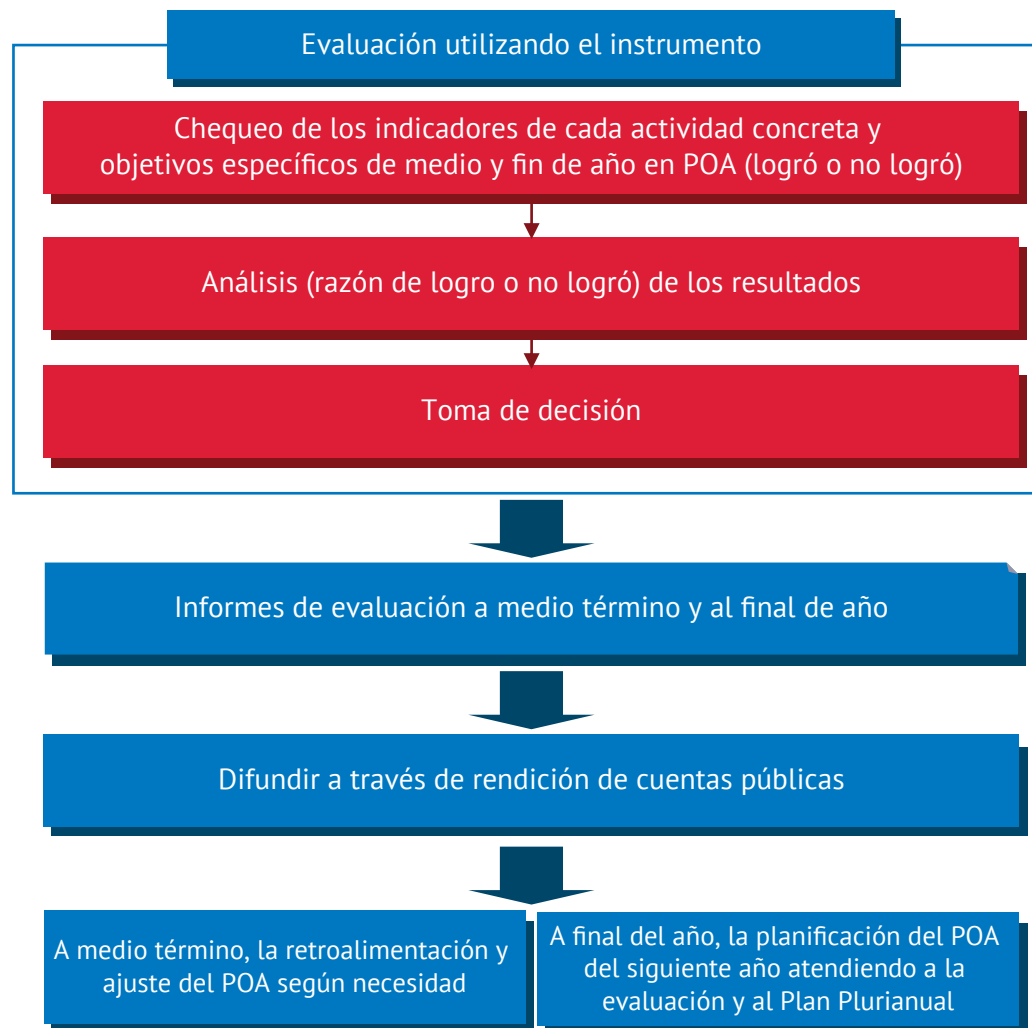 Evaluación utilizando el instrumento
Chequeo de los indicadores de cada actividad concreta y
objetivos específicos de medio y fin de año en POA (logró o no logró)
Análisis (razón de logro o no logró) de los resultados
Toma de decisión
Informes de evaluación a medio término y al final de año
Difundir a través de rendición de cuentas públicas
A medio término, la retroalimentación y
ajuste del POA según necesidad
A final del año, la planificación del POA
del siguiente año atendiendo a la
evaluación y al Plan Plurianual